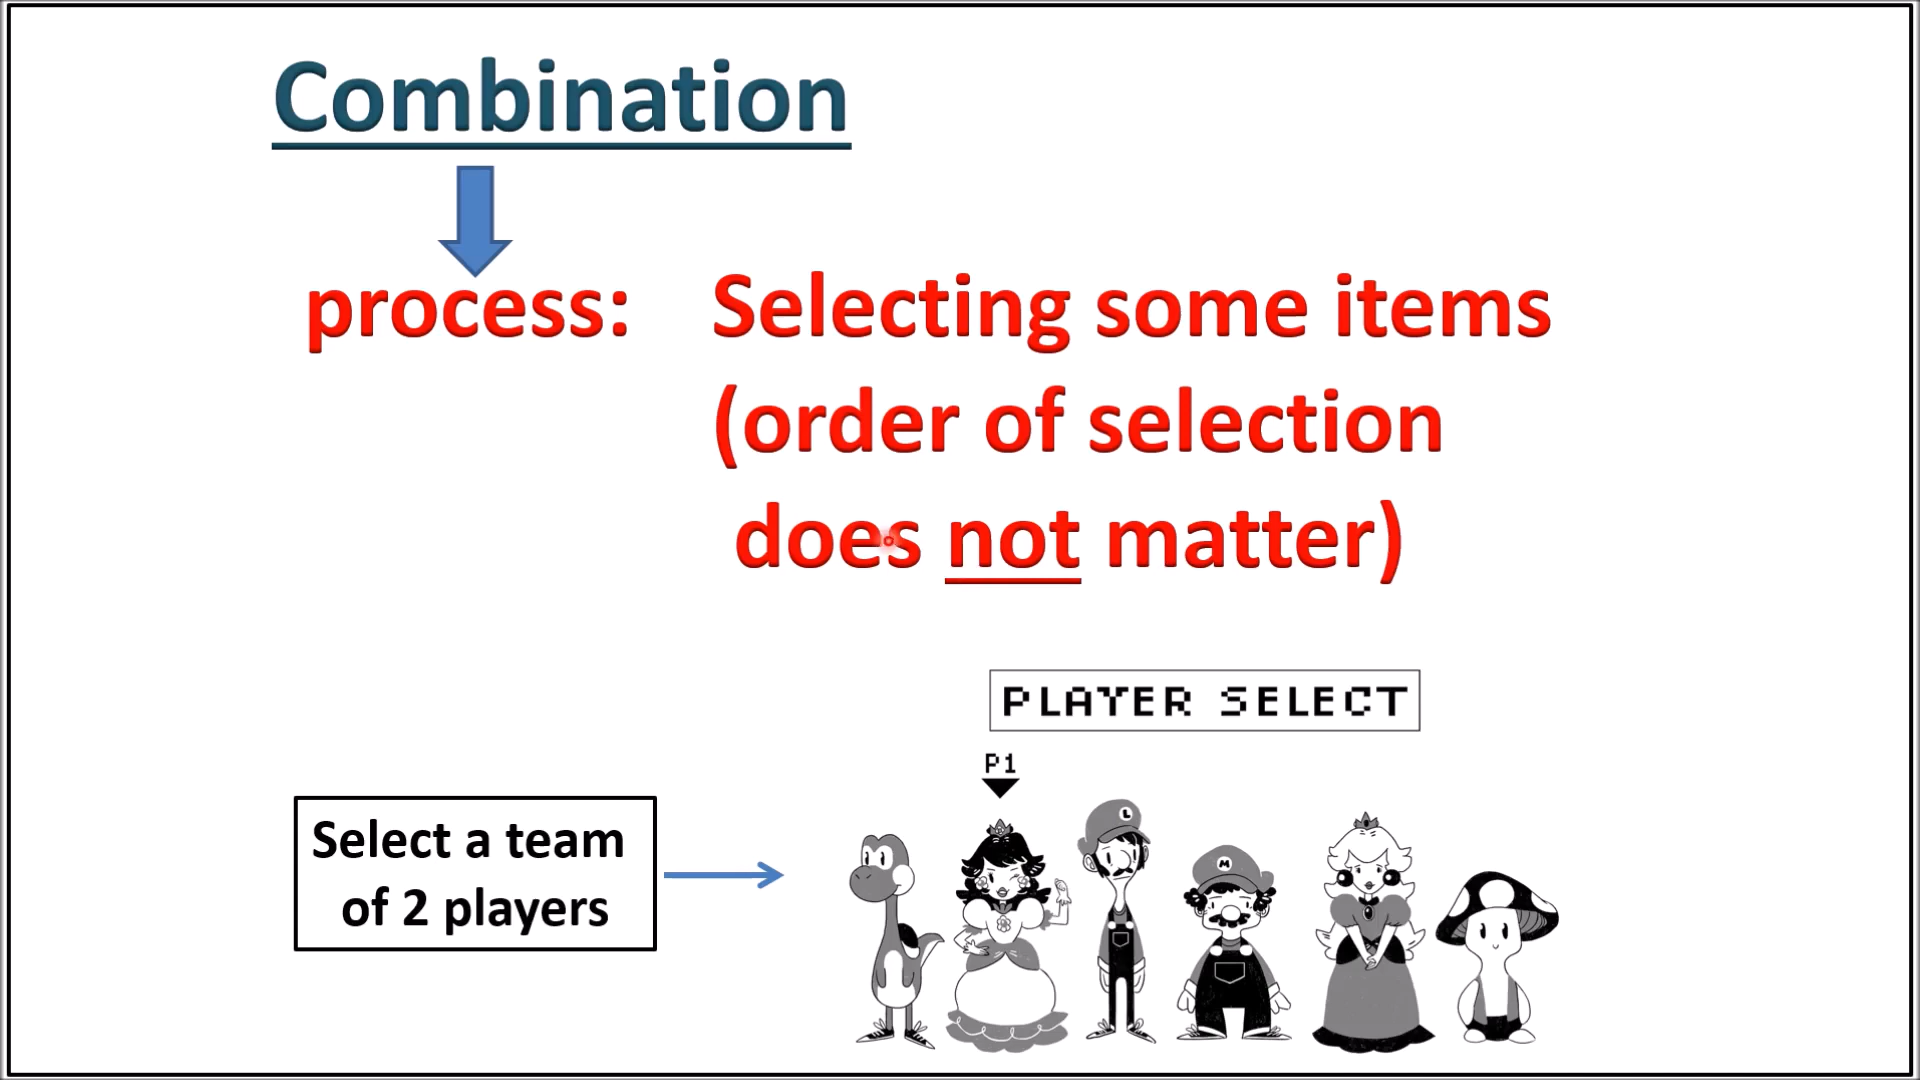 Combination
process: Selecting some items
(order of selection
does not matter)
PLAYER SELECT
P1
Select a team
of 2 players
L
M